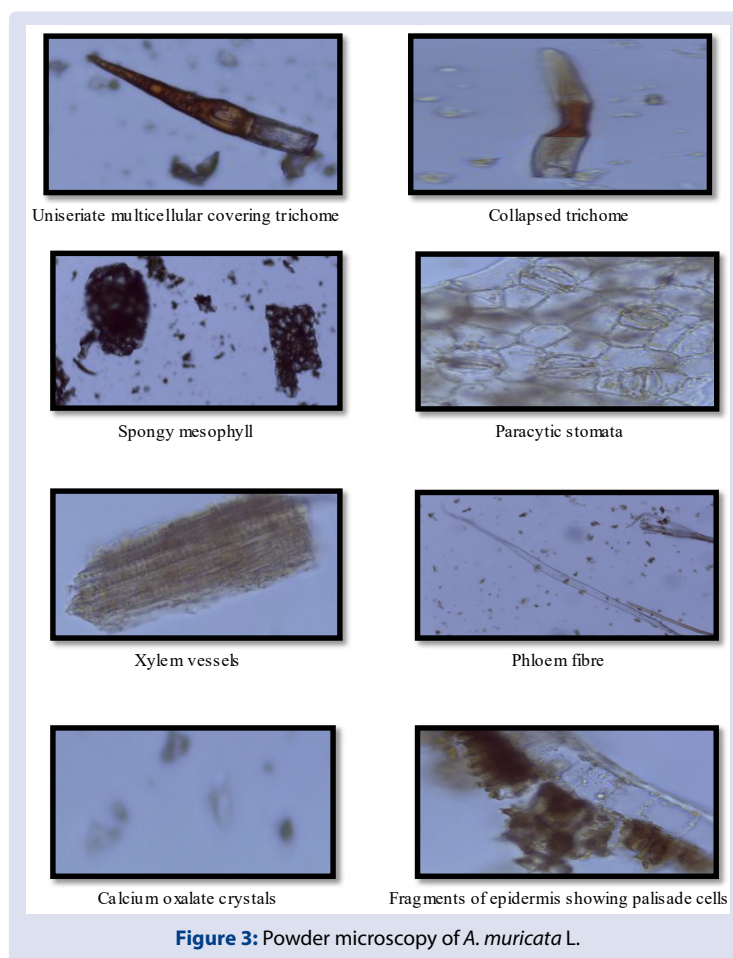 Uniseriate multicellular covering trichome
Collapsed trichome
Spongy mesophyll
Paracytic stomata
Xylem vessels
Phloem fibre
Calcium oxalate crystals
Fragments of epidermis showing palisade cells
Figure 3: Powder microscopy of A. muricata L.